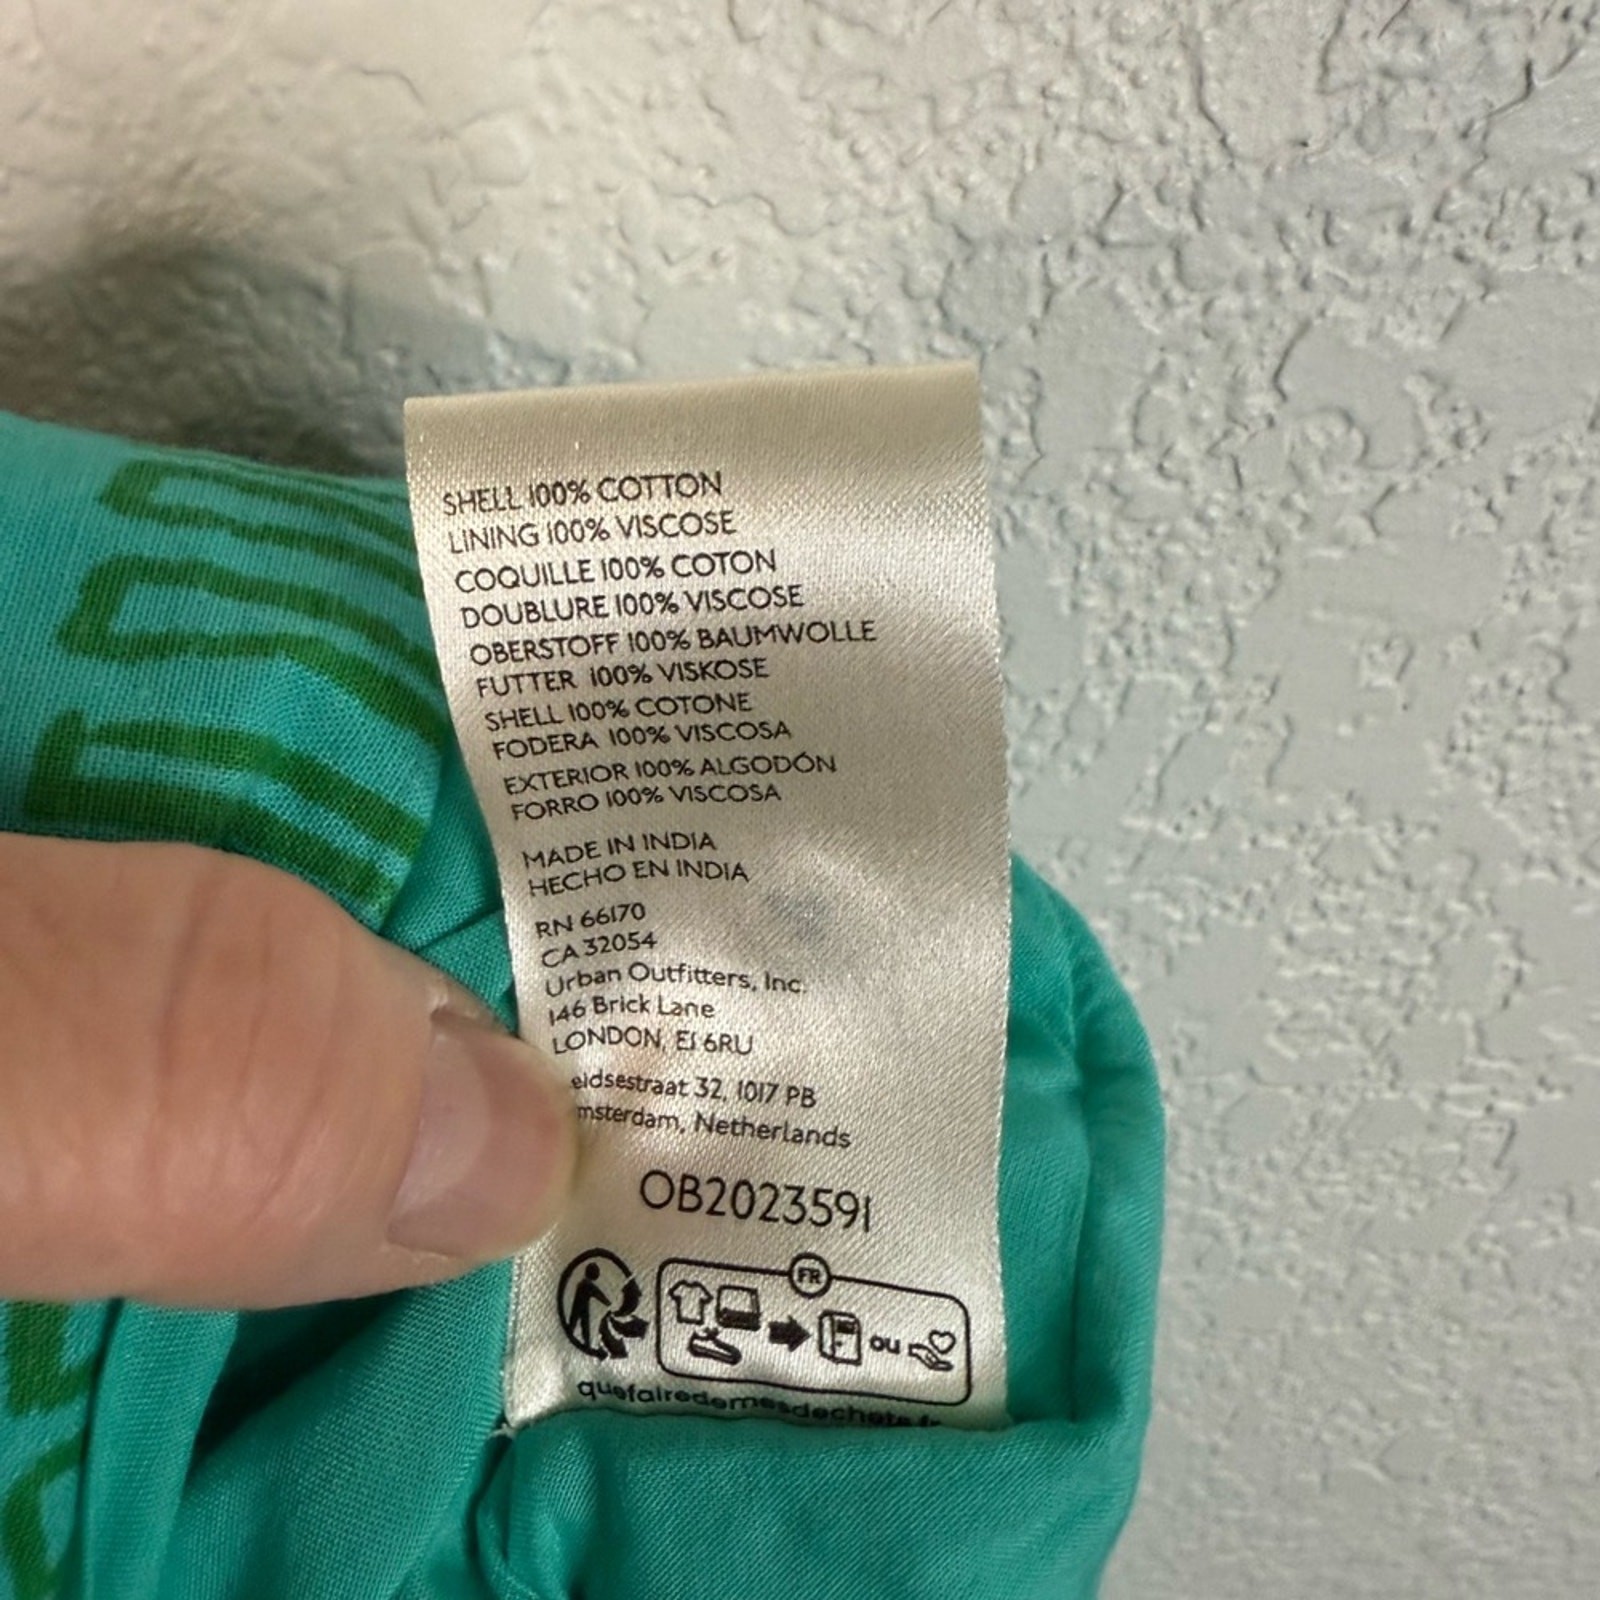 SHELL 100% COTTON
LINING 100% VISCOSE
COQUILLE 100% COTON
DOUBLURE 100% VISCOSE
OBERSTOFF 100% BAUMWOLLE
FUTTER 100% VISKOSE
SHELL 100% COTONE
FODERA 100% VISCOSA
EXTERIOR 100% ALGODÓN
FORRO 100% VISCOSA
MADE IN INDIA
HECHO EN INDIA
RN 66170
CA 32054
Urban Outfitters, Inc.
146 Brick Lane
LONDON, E1 6RU
eidsestraat 32, 1017 PB
msterdam, Netherlands
OB2023591
FR
ou
quefairedemesdechets.fr